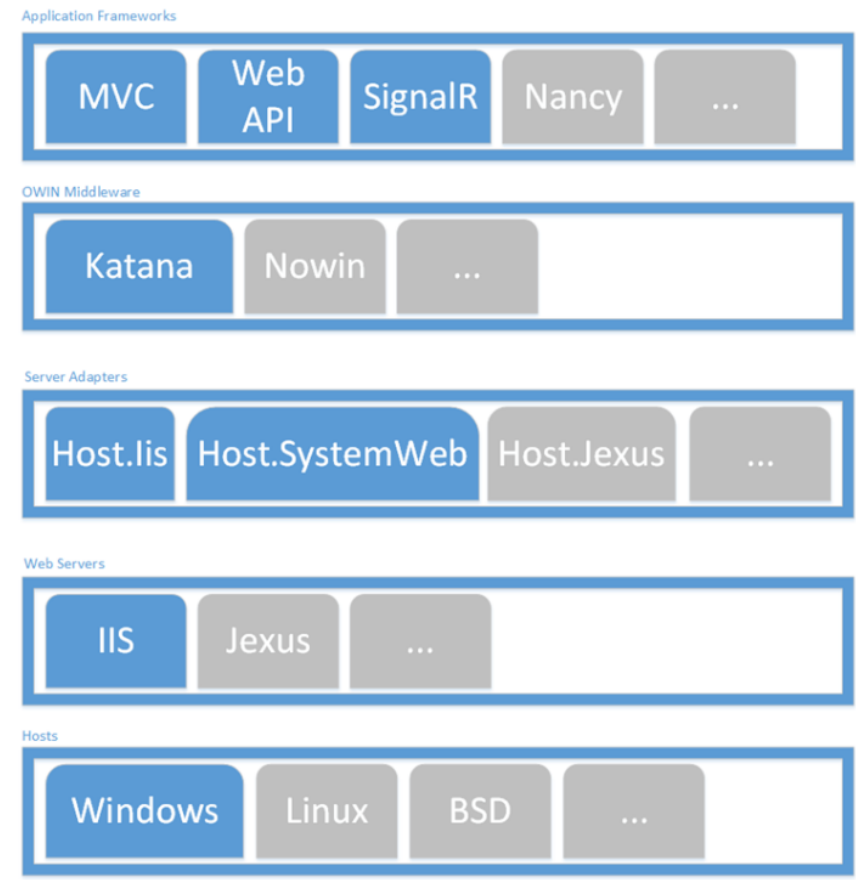 Application Frameworks
MVC
Web
API
SignalR
Nancy
...
OWIN Middleware
Katana
Nowin
...
Server Adapters
Host.Iis
Host.SystemWeb
Host.Jexus
...
Web Servers
IIS
Jexus
...
Hosts
Windows
Linux
BSD
...